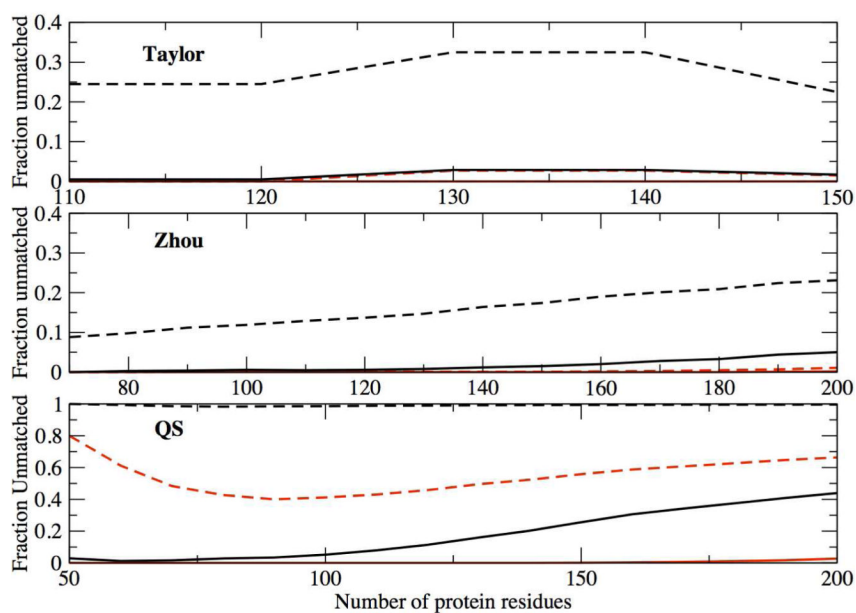 Fraction unmatched
0.4
0.3
0.2
0.1
0
Taylor
110 120 130 140 150
Fraction unmatched
0.4
0.3
0.2
0.1
0
Zhou
80 100 120 140 160 180 200
Fraction Unmatched
1
0.8
0.6
0.4
0.2
0
QS
50 100 150 200
Number of protein residues